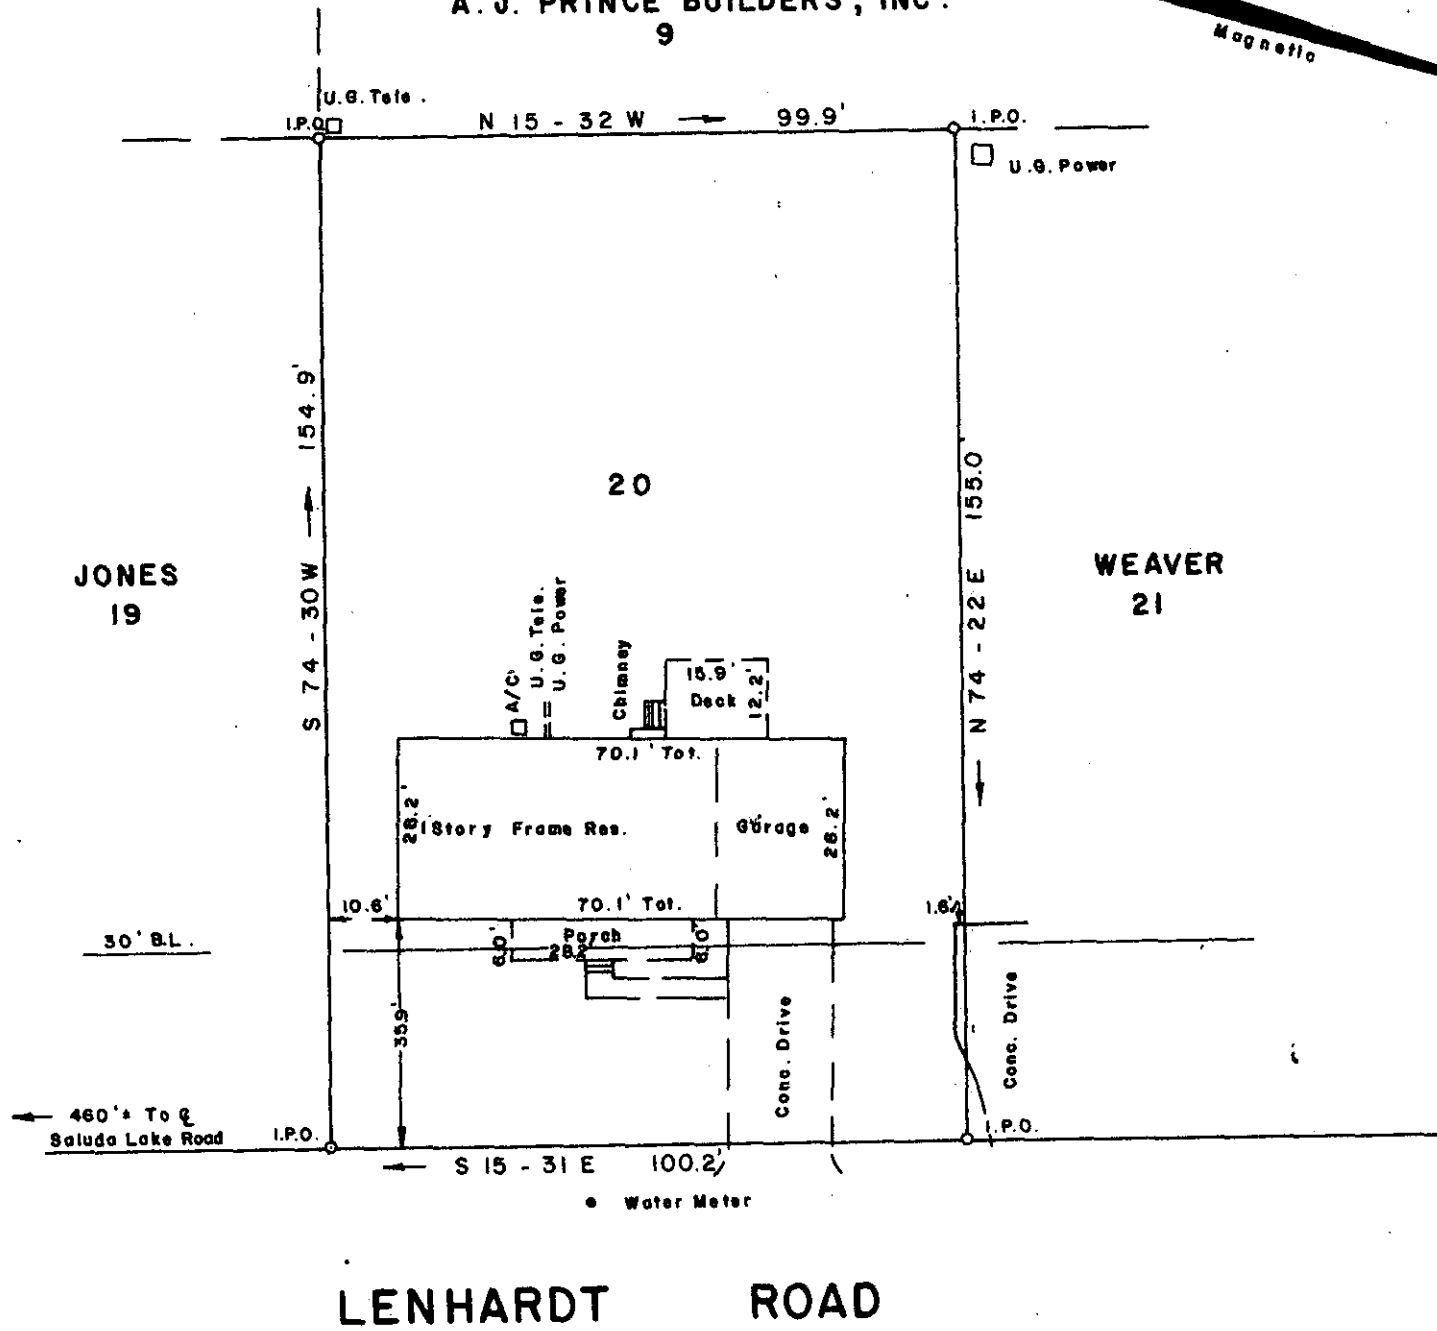 A. J. PRINCE BUILDERS, INC.
9
Magnetic
U.G. Tele.
I.P.O.
N 15 - 32 W 99.9'
I.P.O.
U.G. Power
S 74 - 30 W 154.9'
20
N 74 - 22 E 155.0'
JONES
19
WEAVER
21
A/C
U.G. Tele.
U.G. Power
Chimney
15.9'
Deck
12.2'
70.1' Tot.
28.2'
1 Story Frame Res.
Garage
26.2'
10.6'
70.1' Tot.
1.6'
30' B.L.
6.0'
Porch
28.2
6.0'
35.9'
Conc. Drive
Conc. Drive
460'± To ℄
Saluda Lake Road
I.P.O.
I.P.O.
S 15 - 31 E 100.2'
Water Meter
LENHARDT ROAD